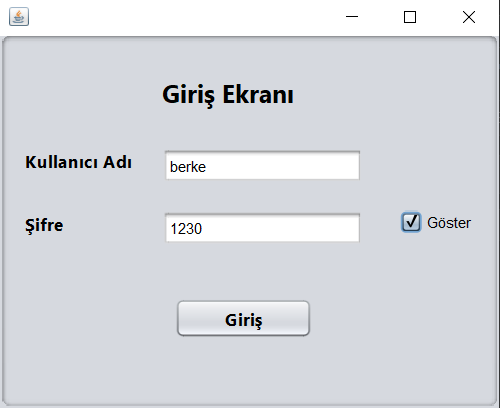 Giriş Ekranı
Kullanıcı Adı
berke
Şifre
1230
Göster
Giriş